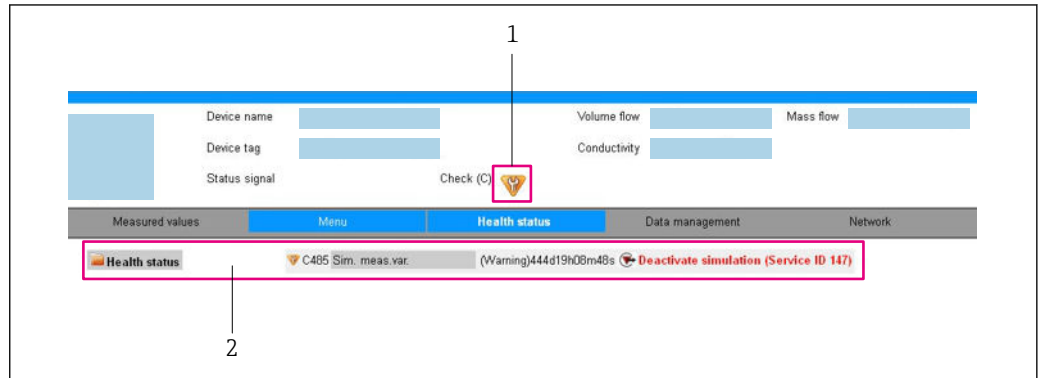 1
Device name Volume flow Mass flow
Device tag Conductivity
Status signal Check (C)
Measured values Menu Health status Data management Network
Health status C485 Sim. meas.var. (Warning)444d19h08m48s Deactivate simulation (Service ID 147)
2